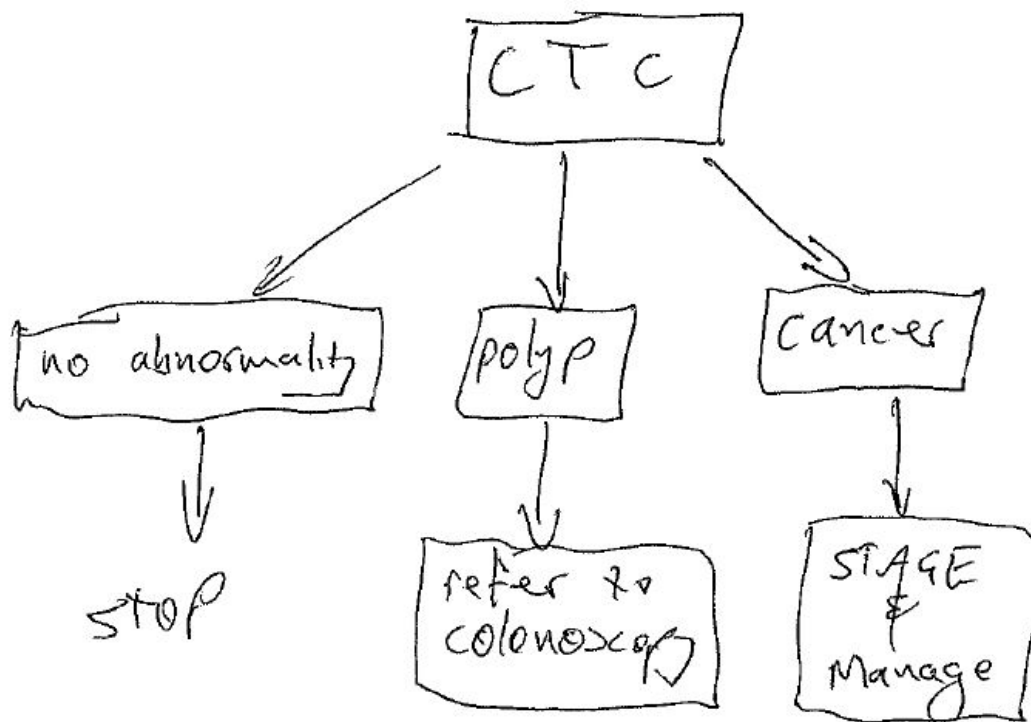 CTC
no abnormality
polyp
cancer
STOP
refer to
colonoscopy
STAGE
&
Manage